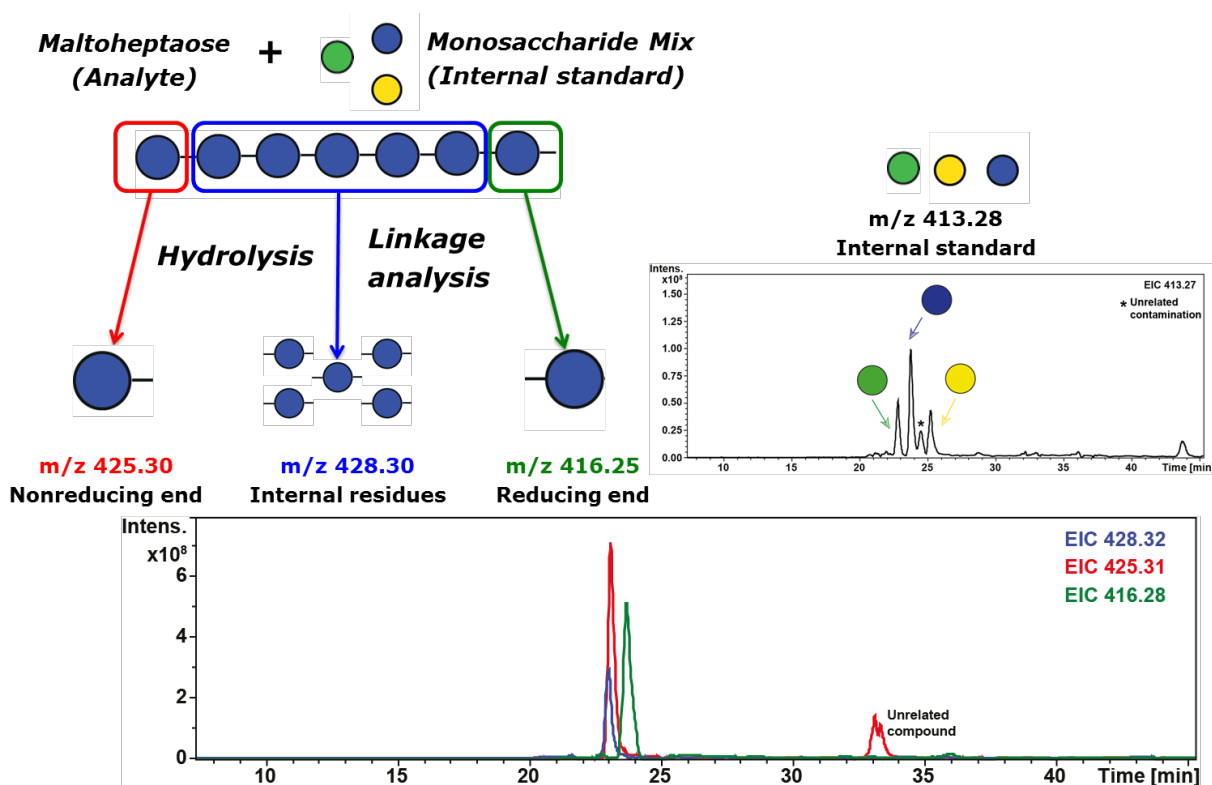 Maltoheptaose
(Analyte)
+
Monosaccharide Mix
(Internal standard)
Hydrolysis
Linkage
analysis
m/z 425.30
Nonreducing end
m/z 428.30
Internal residues
m/z 416.25
Reducing end
m/z 413.28
Internal standard
Intens.
x10⁸
EIC 413.27
* Unrelated
contamination
1.50
1.25
1.00
0.75
0.50
0.25
0.00
*
10 15 20 25 30 35 40 Time [min
Intens.
x10⁸
EIC 428.32
EIC 425.31
EIC 416.28
6
4
2
0
Unrelated
compound
10 15 20 25 30 35 40 Time [min]